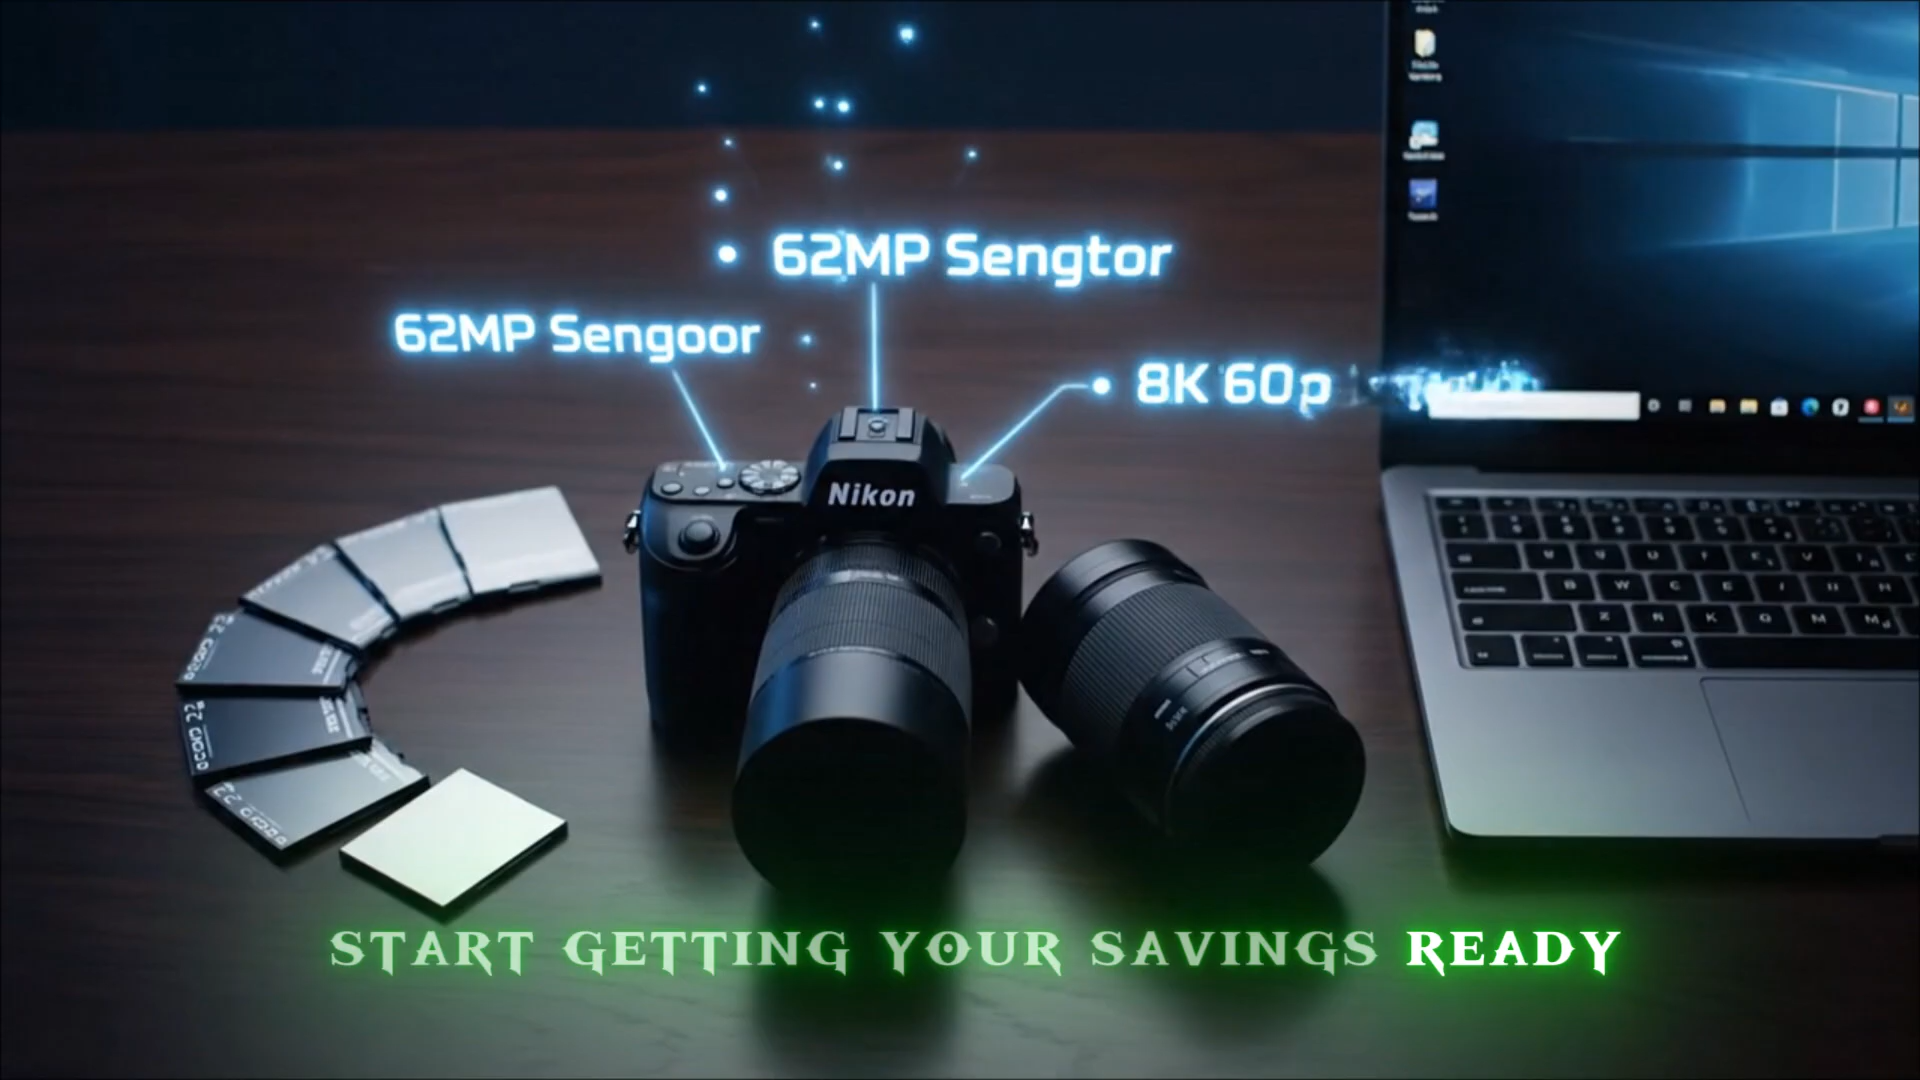 62MP Sengtor
62MP Sengoor
8K 60p
Nikon
START GETTING YOUR SAVINGS READY